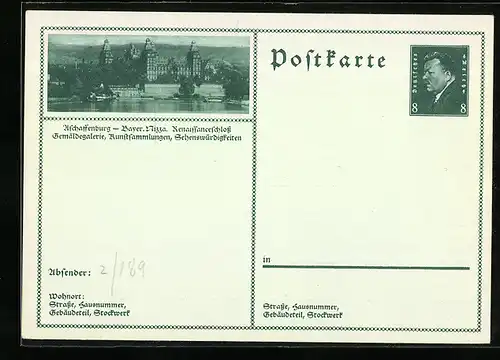 Aschaffenburg — Bayer. Nizza. Renaissanceschloß
Gemäldegalerie, Kunstsammlungen, Sehenswürdigkeiten
Postkarte
Deutsches Reich
8 8
Absender: 2/189
Wohnort:
Straße, Hausnummer,
Gebäudeteil, Stockwerk
in
Straße, Hausnummer,
Gebäudeteil, Stockwerk